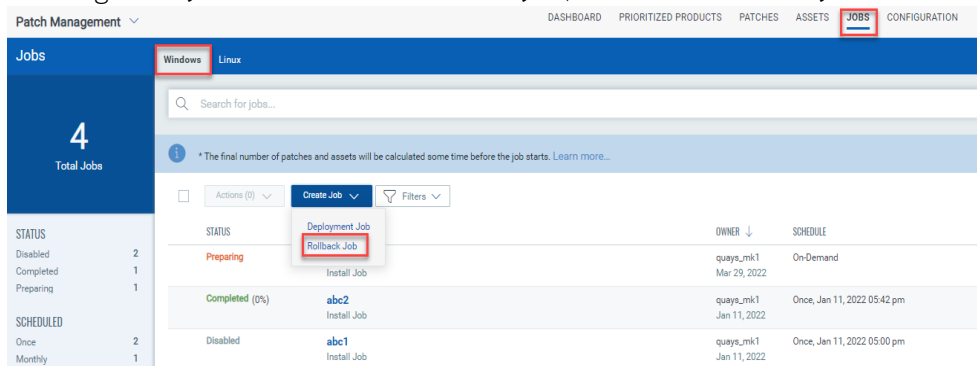 Patch Management
DASHBOARD PRIORITIZED PRODUCTS PATCHES ASSETS JOBS CONFIGURATION
Jobs
Windows Linux
4
Total Jobs
Search for jobs...
* The final number of patches and assets will be calculated some time before the job starts. Learn more...
Actions (0) Create Job Filters
Deployment Job
Rollback Job
STATUS
Disabled 2
Completed 1
Preparing 1
SCHEDULED
Once 2
Monthly 1
STATUS OWNER ↓ SCHEDULE
Preparing quays_mk1 On-Demand
Install Job Mar 29, 2022
Completed (0%) abc2 quays_mk1 Once, Jan 11, 2022 05:42 pm
Install Job Jan 11, 2022
Disabled abc1 quays_mk1 Once, Jan 11, 2022 05:00 pm
Install Job Jan 11, 2022